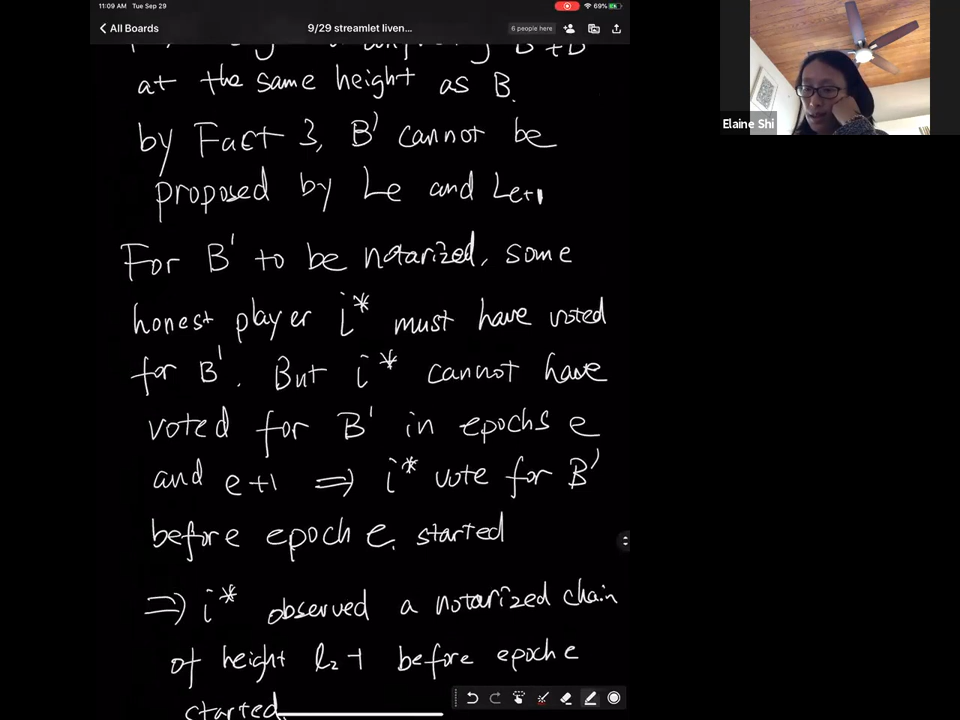 11:09 AM Tue Sep 29
69%
All Boards
9/29 streamlet liven...
6 people here
at the same height as B.
by Fact 3, B' cannot be
proposed by Le and Le+1
For B' to be notarized, some
honest player i* must have voted
for B'. But i* cannot have
voted for B' in epochs e
and e+1 ⟹ i* vote for B'
before epoch e started
⟹ i* observed a notarized chain
of height l2-1 before epoch e
started.
Elaine Shi